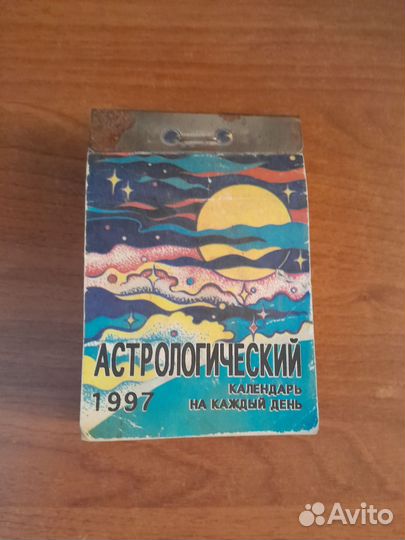 АСТРОЛОГИЧЕСКИЙ
1997
КАЛЕНДАРЬ
НА КАЖДЫЙ ДЕНЬ
Avito